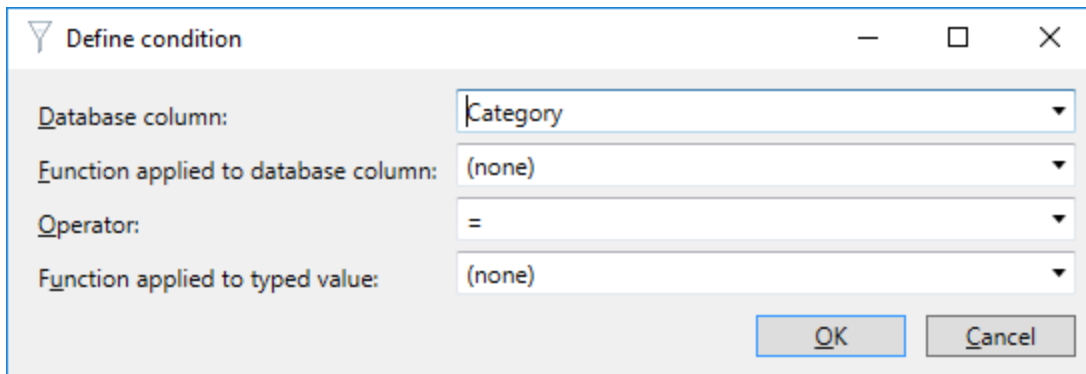 Define condition
Database column: Category
Function applied to database column: (none)
Operator: =
Function applied to typed value: (none)
OK Cancel